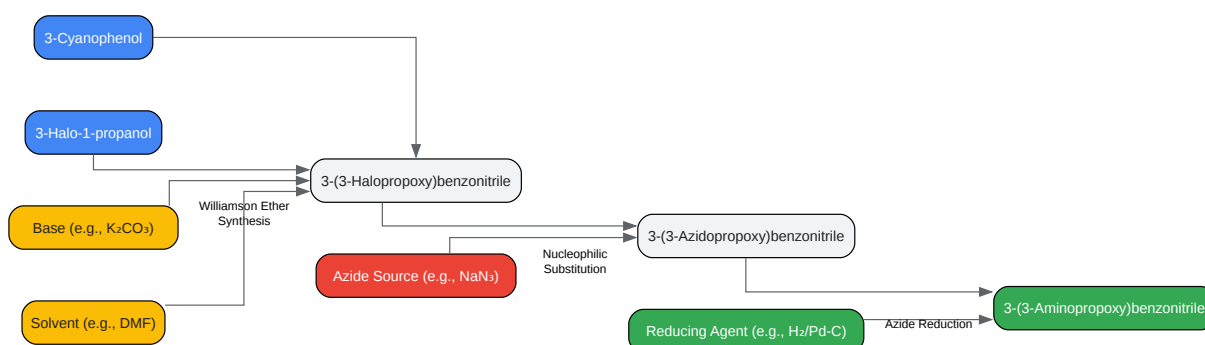 3-Cyanophenol
3-Halo-1-propanol
3-(3-Halopropoxy)benzonitrile
Williamson Ether
Synthesis
Base (e.g., K₂CO₃)
3-(3-Azidopropoxy)benzonitrile
Nucleophilic
Substitution
Azide Source (e.g., NaN₃)
3-(3-Aminopropoxy)benzonitrile
Solvent (e.g., DMF)
Azide Reduction
Reducing Agent (e.g., H₂/Pd-C)